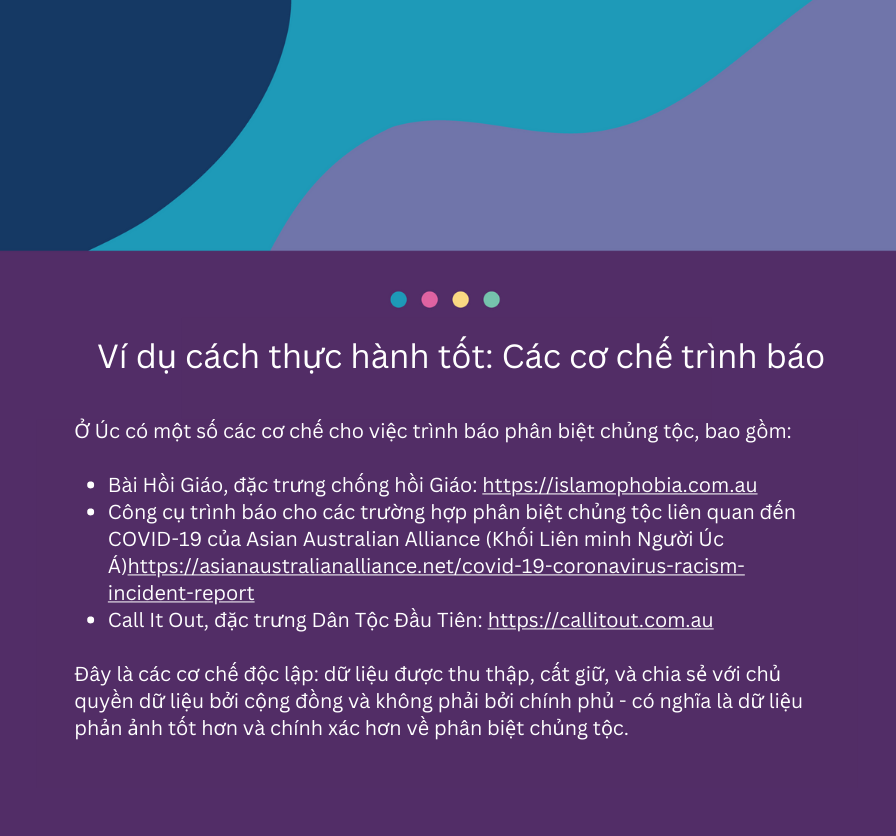 Ví dụ cách thực hành tốt: Các cơ chế trình báo
Ở Úc có một số các cơ chế cho việc trình báo phân biệt chủng tộc, bao gồm:
• Bài Hồi Giáo, đặc trưng chống hồi Giáo: https://islamophobia.com.au
• Công cụ trình báo cho các trường hợp phân biệt chủng tộc liên quan đến
COVID-19 của Asian Australian Alliance (Khối Liên minh Người Úc
Á)https://asianaustralianalliance.net/covid-19-coronavirus-racism-
incident-report
• Call It Out, đặc trưng Dân Tộc Đầu Tiên: https://callitout.com.au
Đây là các cơ chế độc lập: dữ liệu được thu thập, cất giữ, và chia sẻ với chủ
quyền dữ liệu bởi cộng đồng và không phải bởi chính phủ - có nghĩa là dữ liệu
phản ảnh tốt hơn và chính xác hơn về phân biệt chủng tộc.